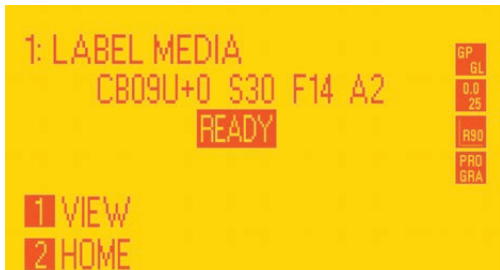 1: LABEL MEDIA
CB09U+0 S30 F14 A2
READY
GP
GL
0.0
25
R90
PRO
GRA
1 VIEW
2 HOME